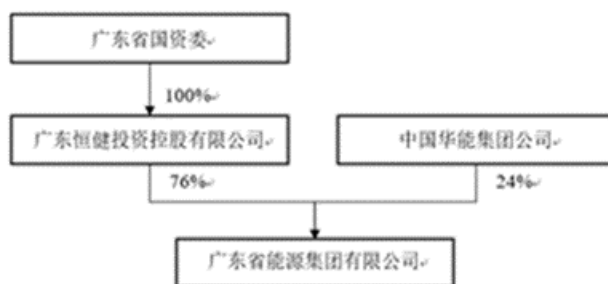 广东省国资委
100%
广东恒健投资控股有限公司
中国华能集团公司
76%
24%
广东省能源集团有限公司